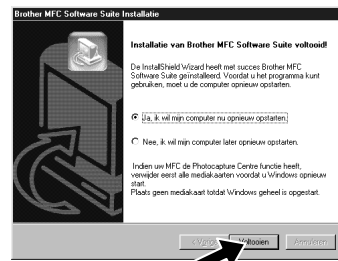 Brother MFC Software Suite Installatie
Installatie van Brother MFC Software Suite voltooid!
De InstallShield Wizard heeft met succes Brother MFC
Software Suite geïnstalleerd. Voordat u het programma kunt
gebruiken, moet u de computer opnieuw opstarten.
Ja, ik wil mijn computer nu opnieuw opstarten.
Nee, ik wil mijn computer later opnieuw opstarten.
Indien uw MFC de Photocapture Centre functie heeft,
verwijder eerst alle mediakaarten voordat u Windows opnieuw
start.
Plaats geen mediakaart totdat Windows geheel is opgestart.
Voltooien
Annuleren